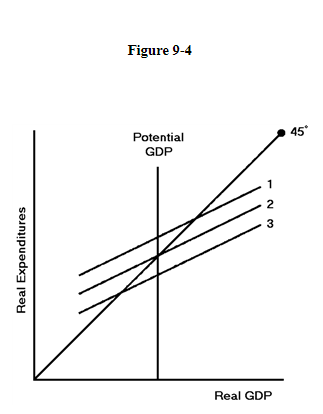 Figure 9-4
45°
Potential
GDP
1
2
3
Real Expenditures
Real GDP